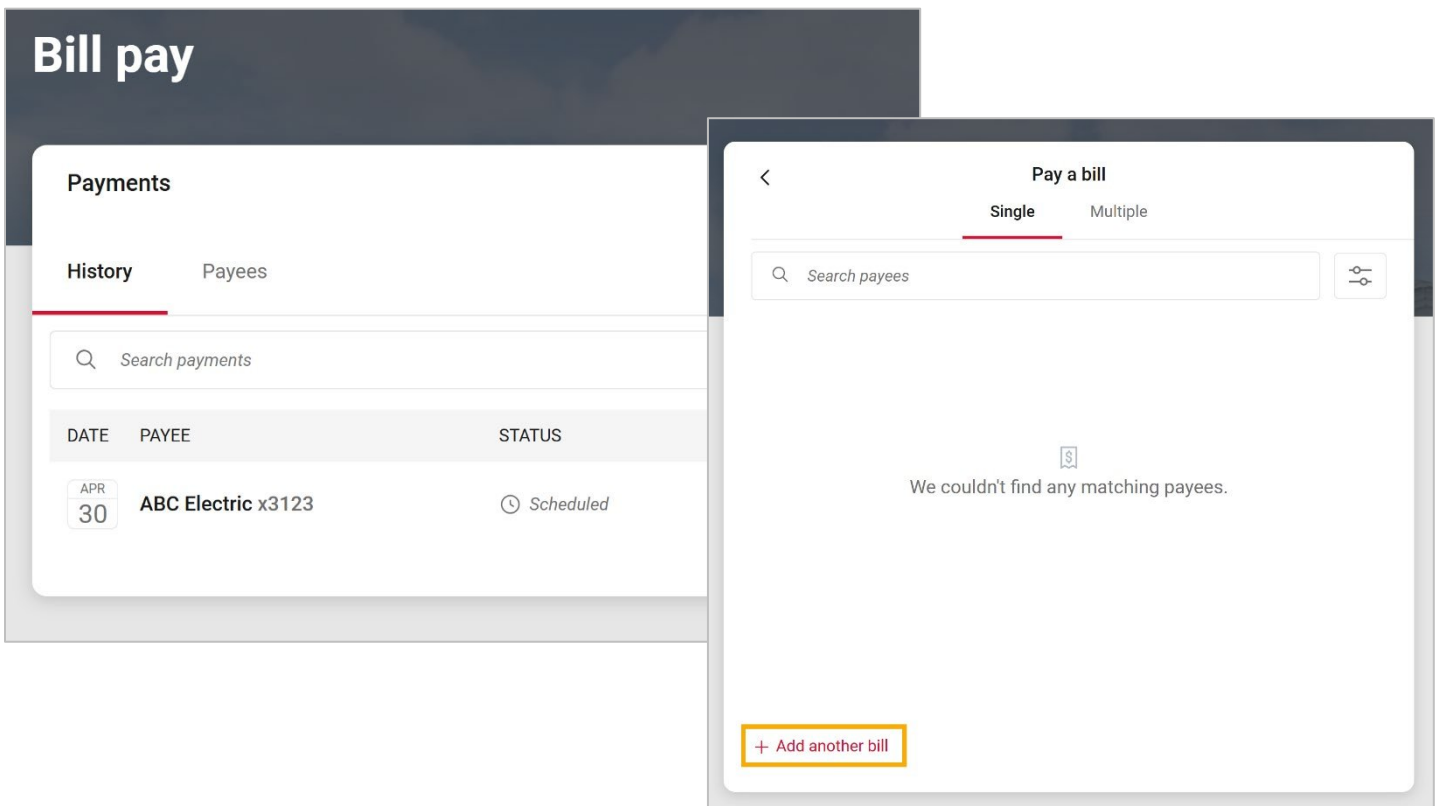 Bill pay
Payments
History Payees
Search payments
DATE PAYEE STATUS
APR
30
ABC Electric x3123 Scheduled
Pay a bill
Single Multiple
Search payees
$
We couldn't find any matching payees.
+ Add another bill